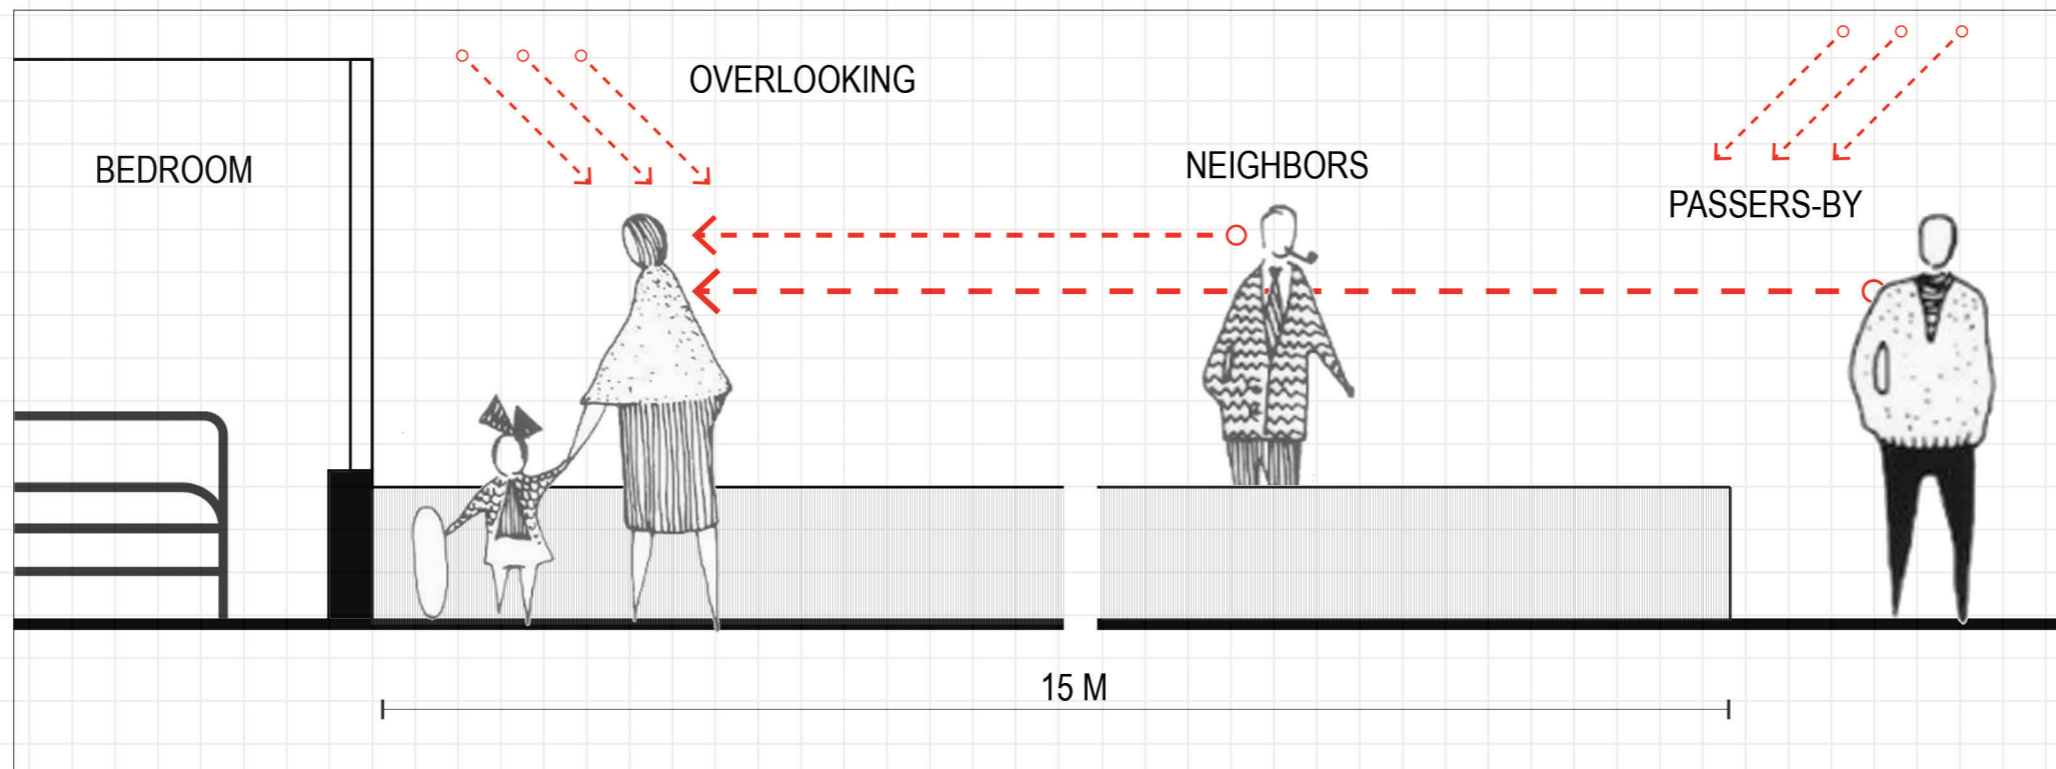 OVERLOOKING
BEDROOM
NEIGHBORS
PASSERS-BY
15 M